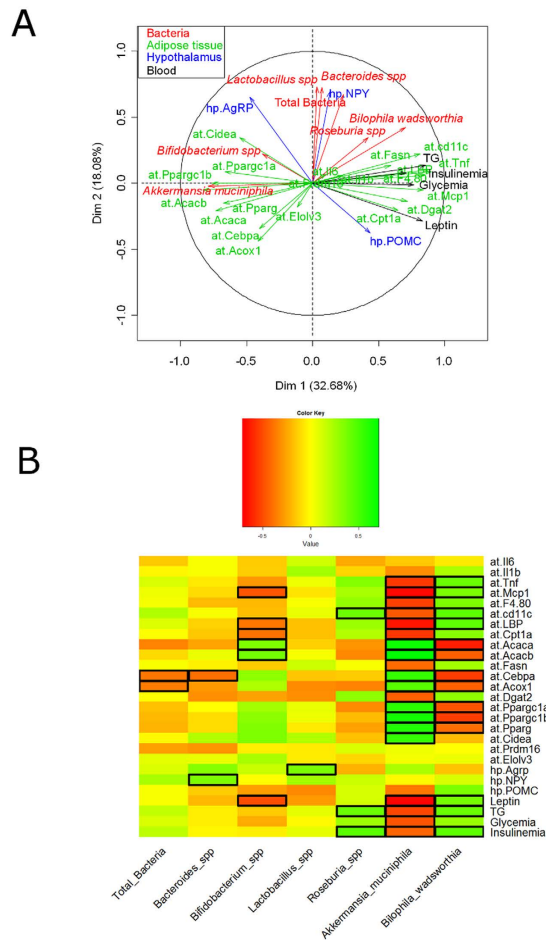 A
Bacteria
Adipose tissue
Hypothalamus
Blood
1.0
0.5
0.0
-0.5
-1.0
Dim 2 (18.08%)
Lactobacillus spp
Bacteroides spp
Total Bacteria
hp.NPY
hp.AgRP
Bilophila wadsworthia
Roseburia spp
at.Cidea
Bifidobacterium spp
at.cd11c
at.Fasn
TG
at.Tnf
at.Ppargc1a
at.Il6
at.Ppargc1b
at.F4.80
Insulinemia
Akkermansia muciniphila
Glycemia
at.Mcp1
at.Acacb
at.Pparg
at.Elolv3
at.Dgat2
at.Acaca
at.Cpt1a
Leptin
at.Cebpa
hp.POMC
at.Acox1
-1.0 -0.5 0.0 0.5 1.0
Dim 1 (32.68%)
B
Color Key
-0.5 0 0.5
Value
at.Il6
at.Il1b
at.Tnf
at.Mcp1
at.F4.80
at.cd11c
at.LBP
at.Cpt1a
at.Acaca
at.Acacb
at.Fasn
at.Cebpa
at.Acox1
at.Dgat2
at.Ppargc1a
at.Ppargc1b
at.Pparg
at.Cidea
at.Prdm16
at.Elolv3
hp.Agrp
hp.NPY
hp.POMC
Leptin
TG
Glycemia
Insulinemia
Total_Bacteria
Bacteroides_spp
Bifidobacterium_spp
Lactobacillus_spp
Roseburia_spp
Akkermansia_muciniphila
Bilophila_wadsworthia